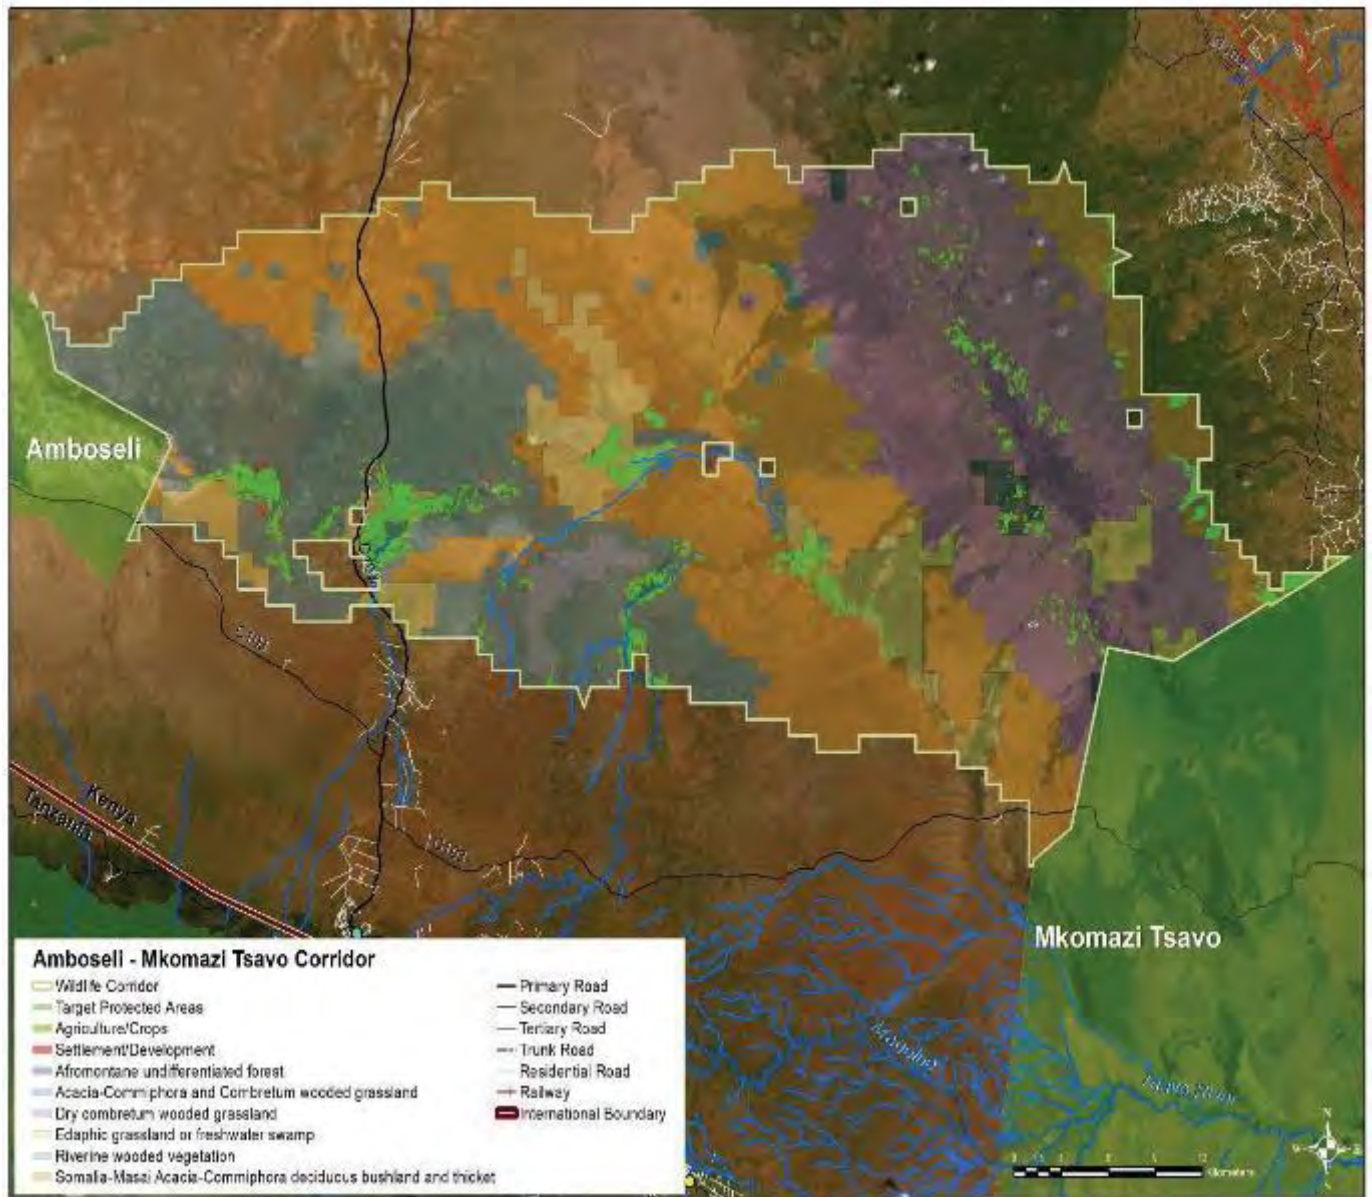 Amboseli
Kenya
Tanzania
Mkomazi Tsavo
Amboseli - Mkomazi Tsavo Corridor
Wildlife Corridor
Target Protected Areas
Agriculture/Crops
Settlement/Development
Afromontane undifferentiated forest
Acacia-Commiphora and Combretum wooded grassland
Dry combretum wooded grassland
Edaphic grassland or freshwater swamp
Riverine wooded vegetation
Somalia-Masai Acacia-Commiphora deciducus bushland and thicket
Primary Road
Secondary Road
Tertiary Road
Trunk Road
Residential Road
Railway
International Boundary
N
W
Kilometers